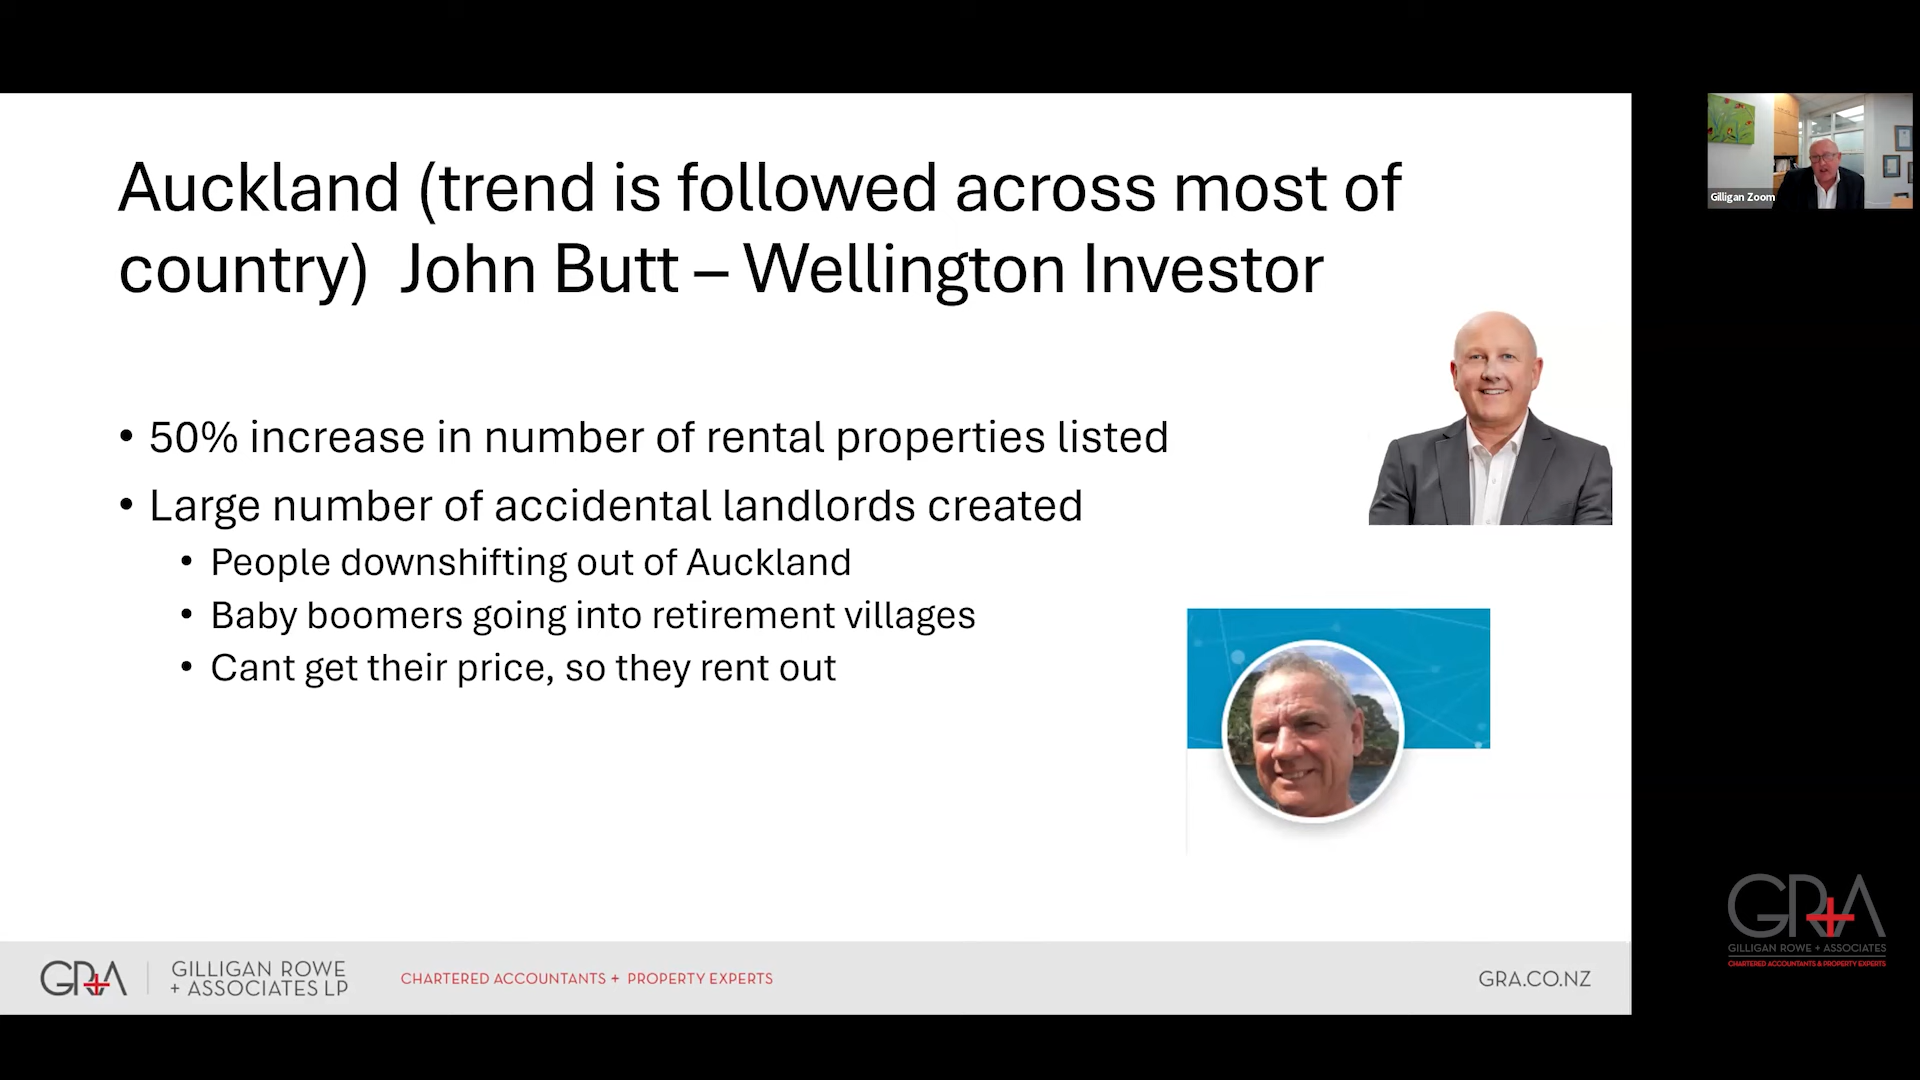 Auckland (trend is followed across most of
country) John Butt – Wellington Investor
• 50% increase in number of rental properties listed
• Large number of accidental landlords created
• People downshifting out of Auckland
• Baby boomers going into retirement villages
• Cant get their price, so they rent out
Gilligan Zoom
GR+A
GILLIGAN ROWE + ASSOCIATES
CHARTERED ACCOUNTANTS & PROPERTY EXPERTS
GR+A
GILLIGAN ROWE
+ ASSOCIATES LP
CHARTERED ACCOUNTANTS + PROPERTY EXPERTS
GRA.CO.NZ